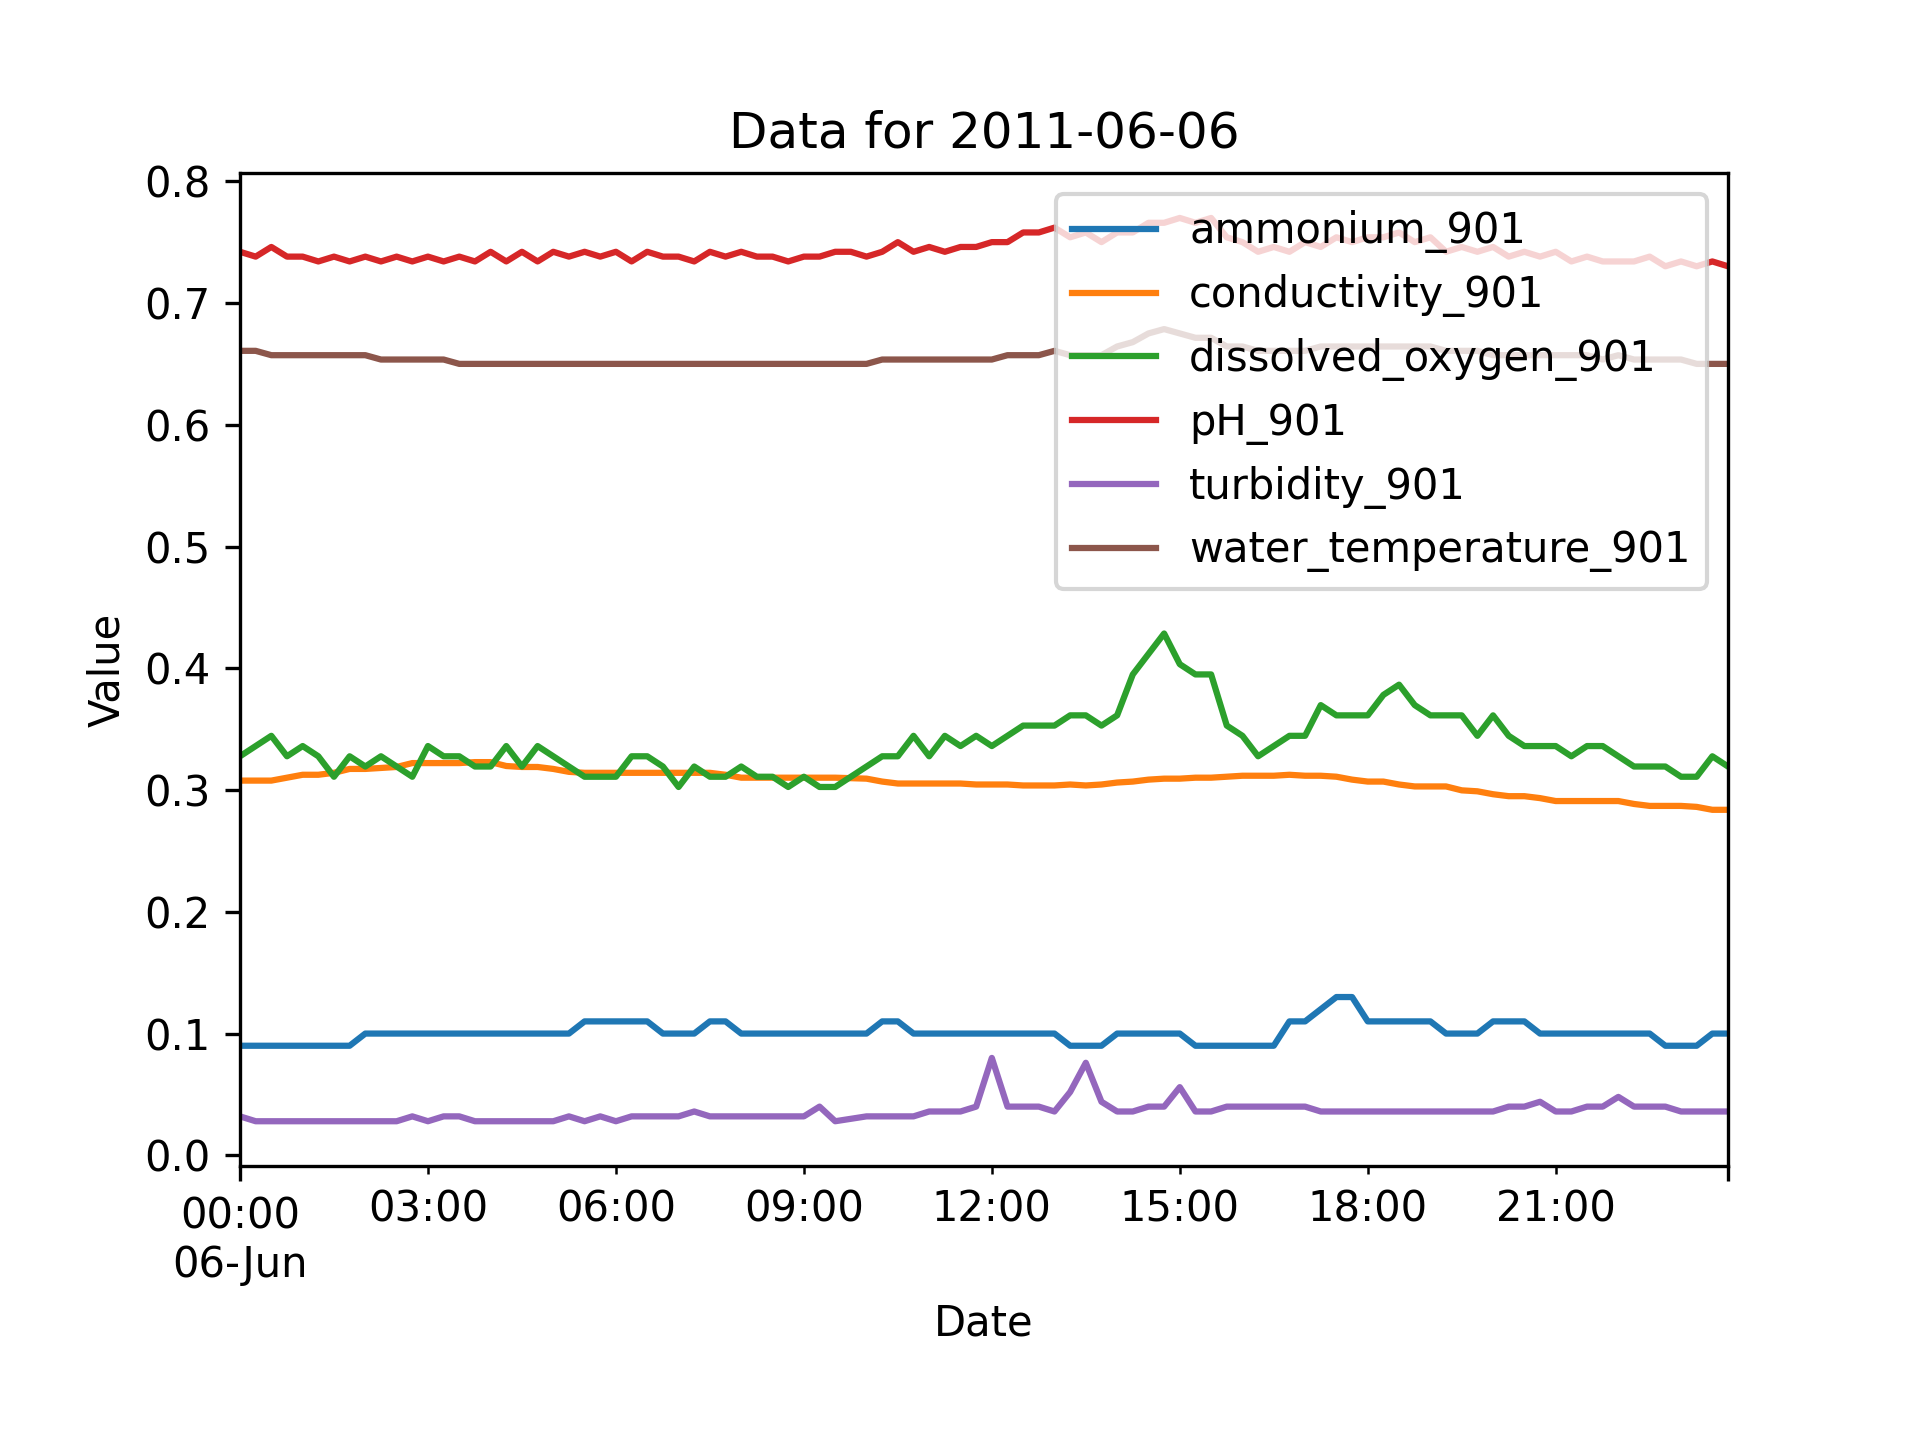 Data for 2011-06-06
0.8
0.7
0.6
0.5
0.4
0.3
0.2
0.1
0.0
Value
ammonium_901
conductivity_901
dissolved_oxygen_901
pH_901
turbidity_901
water_temperature_901
00:00 03:00 06:00 09:00 12:00 15:00 18:00 21:00
06-Jun
Date